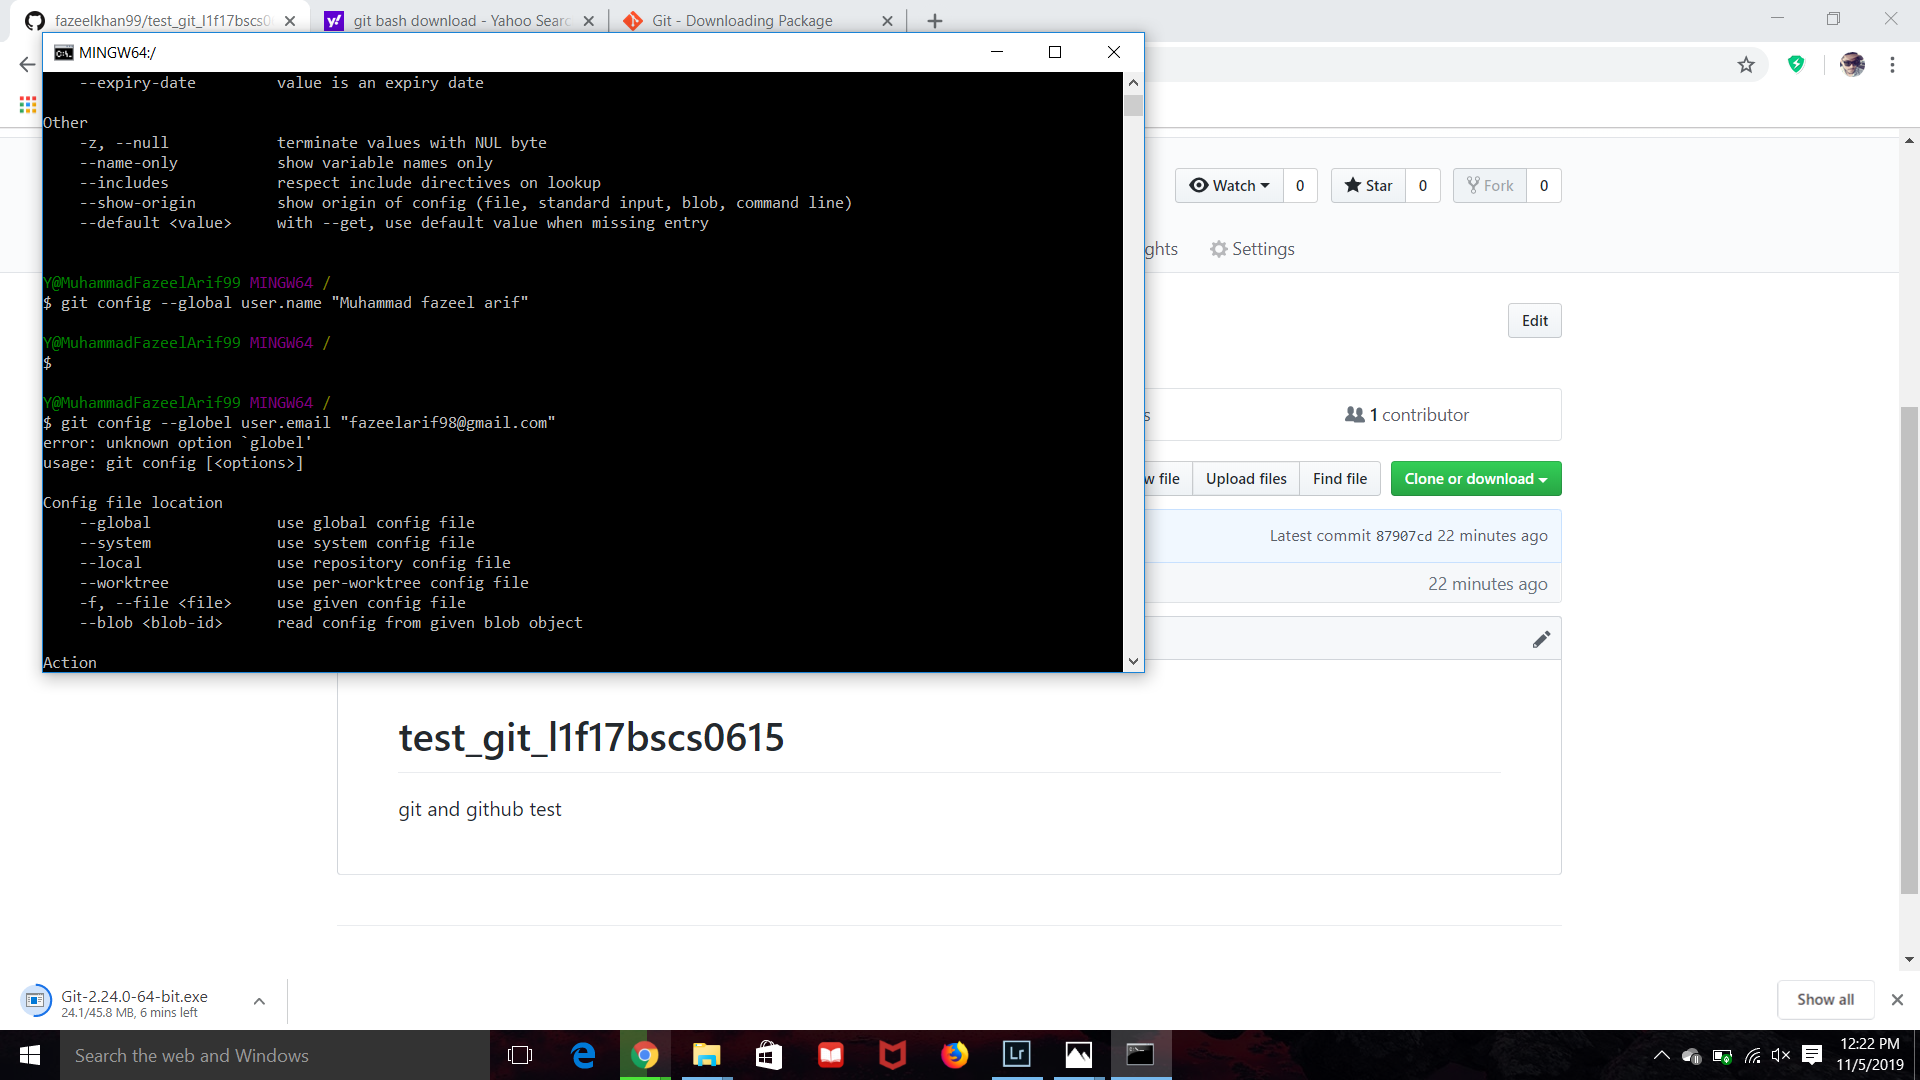 fazeelkhan99/test_git_l1f17bscs0
git bash download - Yahoo Searc
Git - Downloading Package
MINGW64:/
--expiry-date value is an expiry date
Other
-z, --null terminate values with NUL byte
--name-only show variable names only
--includes respect include directives on lookup
--show-origin show origin of config (file, standard input, blob, command line)
--default <value> with --get, use default value when missing entry
Y@MuhammadFazeelArif99 MINGW64 /
$ git config --global user.name "Muhammad fazeel arif"
Y@MuhammadFazeelArif99 MINGW64 /
$
Y@MuhammadFazeelArif99 MINGW64 /
$ git config --globel user.email "fazeelarif98@gmail.com"
error: unknown option `globel'
usage: git config [<options>]
Config file location
--global use global config file
--system use system config file
--local use repository config file
--worktree use per-worktree config file
-f, --file <file> use given config file
--blob <blob-id> read config from given blob object
Action
Watch 0 Star 0 Fork 0
ghts Settings
Edit
s 1 contributor
w file Upload files Find file Clone or download
Latest commit 87907cd 22 minutes ago
22 minutes ago
test_git_l1f17bscs0615
git and github test
Git-2.24.0-64-bit.exe
24.1/45.8 MB, 6 mins left
Show all
Search the web and Windows
Lr
12:22 PM
11/5/2019